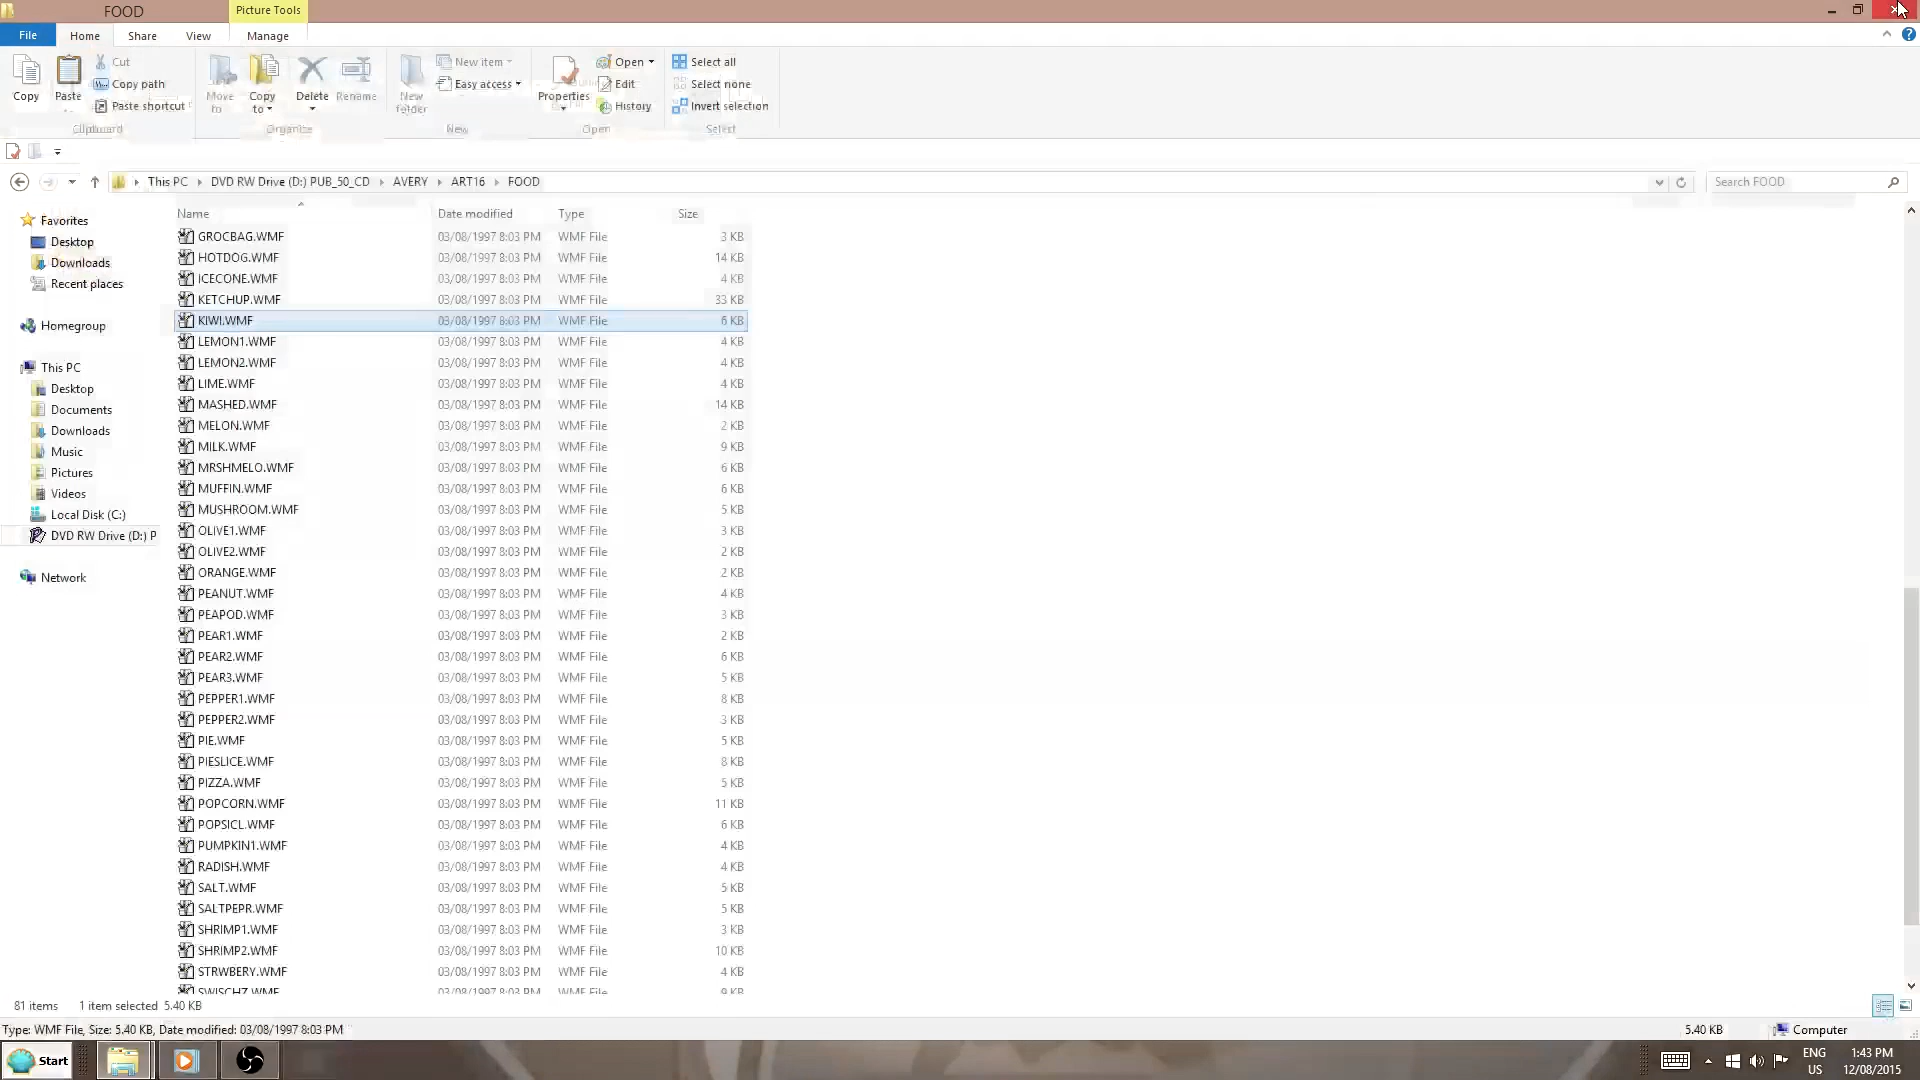 FOOD
Picture Tools
File Home Share View Manage
Copy
Paste
Cut
Copy path
Paste shortcut
Clipboard
Move to
Copy to
Delete
Rename
Organize
New folder
New item
Easy access
New
Properties
Open
Edit
History
Open
Select all
Select none
Invert selection
Select
This PC DVD RW Drive (D:) PUB_50_CD AVERY ART16 FOOD
Search FOOD
Favorites
Desktop
Downloads
Recent places
Homegroup
This PC
Desktop
Documents
Downloads
Music
Pictures
Videos
Local Disk (C:)
DVD RW Drive (D:) P
Network
Name Date modified Type Size
GROCBAG.WMF 03/08/1997 8:03 PM WMF File 3 KB
HOTDOG.WMF 03/08/1997 8:03 PM WMF File 14 KB
ICECONE.WMF 03/08/1997 8:03 PM WMF File 4 KB
KETCHUP.WMF 03/08/1997 8:03 PM WMF File 33 KB
KIWI.WMF 03/08/1997 8:03 PM WMF File 6 KB
LEMON1.WMF 03/08/1997 8:03 PM WMF File 4 KB
LEMON2.WMF 03/08/1997 8:03 PM WMF File 4 KB
LIME.WMF 03/08/1997 8:03 PM WMF File 4 KB
MASHED.WMF 03/08/1997 8:03 PM WMF File 14 KB
MELON.WMF 03/08/1997 8:03 PM WMF File 2 KB
MILK.WMF 03/08/1997 8:03 PM WMF File 9 KB
MRSHMELO.WMF 03/08/1997 8:03 PM WMF File 6 KB
MUFFIN.WMF 03/08/1997 8:03 PM WMF File 6 KB
MUSHROOM.WMF 03/08/1997 8:03 PM WMF File 5 KB
OLIVE1.WMF 03/08/1997 8:03 PM WMF File 3 KB
OLIVE2.WMF 03/08/1997 8:03 PM WMF File 2 KB
ORANGE.WMF 03/08/1997 8:03 PM WMF File 2 KB
PEANUT.WMF 03/08/1997 8:03 PM WMF File 4 KB
PEAPOD.WMF 03/08/1997 8:03 PM WMF File 3 KB
PEAR1.WMF 03/08/1997 8:03 PM WMF File 2 KB
PEAR2.WMF 03/08/1997 8:03 PM WMF File 6 KB
PEAR3.WMF 03/08/1997 8:03 PM WMF File 5 KB
PEPPER1.WMF 03/08/1997 8:03 PM WMF File 8 KB
PEPPER2.WMF 03/08/1997 8:03 PM WMF File 3 KB
PIE.WMF 03/08/1997 8:03 PM WMF File 5 KB
PIESLICE.WMF 03/08/1997 8:03 PM WMF File 8 KB
PIZZA.WMF 03/08/1997 8:03 PM WMF File 5 KB
POPCORN.WMF 03/08/1997 8:03 PM WMF File 11 KB
POPSICL.WMF 03/08/1997 8:03 PM WMF File 6 KB
PUMPKIN1.WMF 03/08/1997 8:03 PM WMF File 4 KB
RADISH.WMF 03/08/1997 8:03 PM WMF File 4 KB
SALT.WMF 03/08/1997 8:03 PM WMF File 5 KB
SALTPEPR.WMF 03/08/1997 8:03 PM WMF File 5 KB
SHRIMP1.WMF 03/08/1997 8:03 PM WMF File 3 KB
SHRIMP2.WMF 03/08/1997 8:03 PM WMF File 10 KB
STRWBERY.WMF 03/08/1997 8:03 PM WMF File 4 KB
SWISCHZ.WMF 03/08/1997 8:03 PM WMF File 9 KB
81 items 1 item selected 5.40 KB
Type: WMF File, Size: 5.40 KB, Date modified: 03/08/1997 8:03 PM 5.40 KB Computer
Start
ENG US
1:43 PM
12/08/2015